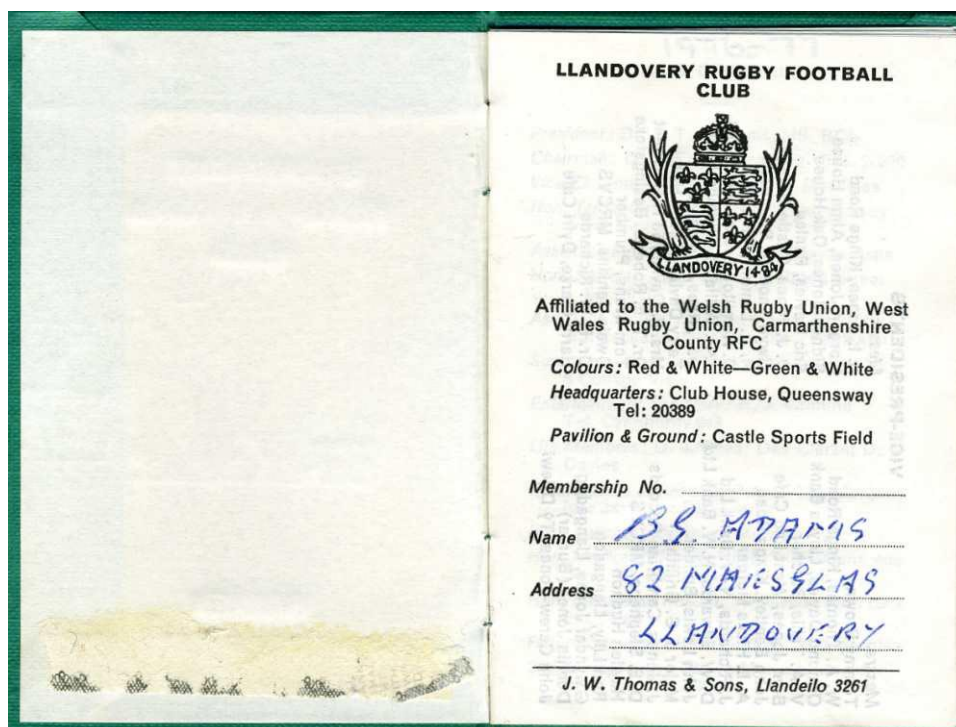 LLANDOVERY RUGBY FOOTBALL
CLUB
LLANDOVERY 1484
Affiliated to the Welsh Rugby Union, West
Wales Rugby Union, Carmarthenshire
County RFC
Colours: Red & White—Green & White
Headquarters: Club House, Queensway
Tel: 20389
Pavilion & Ground: Castle Sports Field
Membership No.
Name B.G. ADAMS
Address 82 MAESGLAS
LLANDOVERY
J. W. Thomas & Sons, Llandeilo 3261